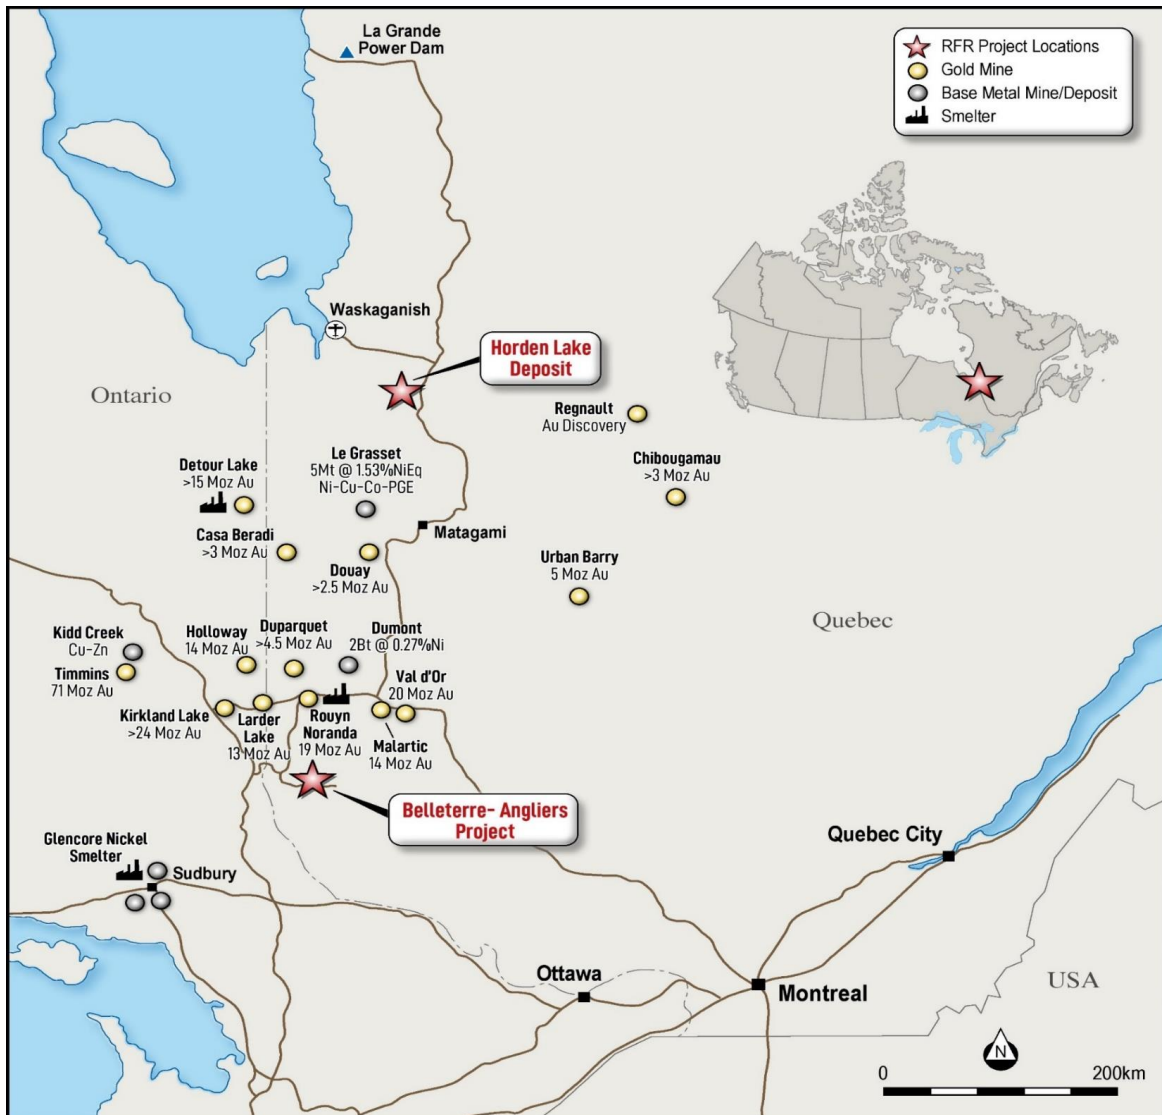 La Grande
Power Dam
RFR Project Locations
Gold Mine
Base Metal Mine/Deposit
Smelter
Waskaganish
Horden Lake
Deposit
Ontario
Regnault
Au Discovery
Le Grasset
5Mt @ 1.53%NiEq
Ni-Cu-Co-PGE
Detour Lake
>15 Moz Au
Chibougamau
>3 Moz Au
Matagami
Casa Beradi
>3 Moz Au
Douay
>2.5 Moz Au
Urban Barry
5 Moz Au
Quebec
Kidd Creek
Cu-Zn
Timmins
71 Moz Au
Holloway
14 Moz Au
Duparquet
>4.5 Moz Au
Dumont
2Bt @ 0.27%Ni
Val d'Or
20 Moz Au
Kirkland Lake
>24 Moz Au
Larder
Lake
13 Moz Au
Rouyn
Noranda
19 Moz Au
Malartic
14 Moz Au
Belleterre- Angliers
Project
Glencore Nickel
Smelter
Sudbury
Quebec City
Ottawa
Montreal
USA
N
0
200km